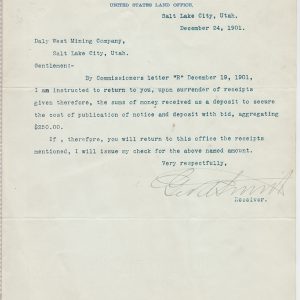 UNITED STATES LAND OFFICE.
Salt Lake City, Utah.
December 24, 1901.
Daly West Mining Company,
Salt Lake City, Utah.
Gentlemen:-
By Commissioners Letter "R" December 19, 1901,
I am instructed to return to you, upon surrender of receipts
given therefore, the sums of money received as a deposit to secure
the cost of publication of notice and deposit with bid, aggregating
$250.00.
If, therefore, you will return to this office the receipts
mentioned, I will issue my check for the above named amount.
Very respectfully,
Smith
Receiver.